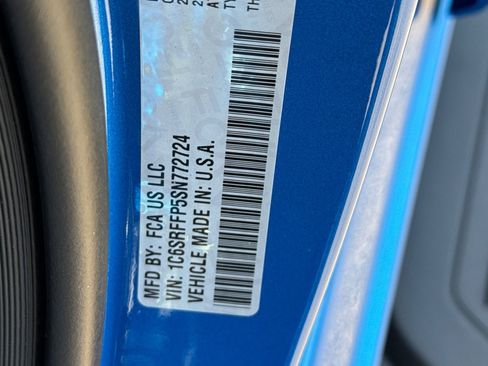 MFD BY: FCA US LLC
VIN: 1C6SRFFP5SN772724
VEHICLE MADE IN: U.S.A.